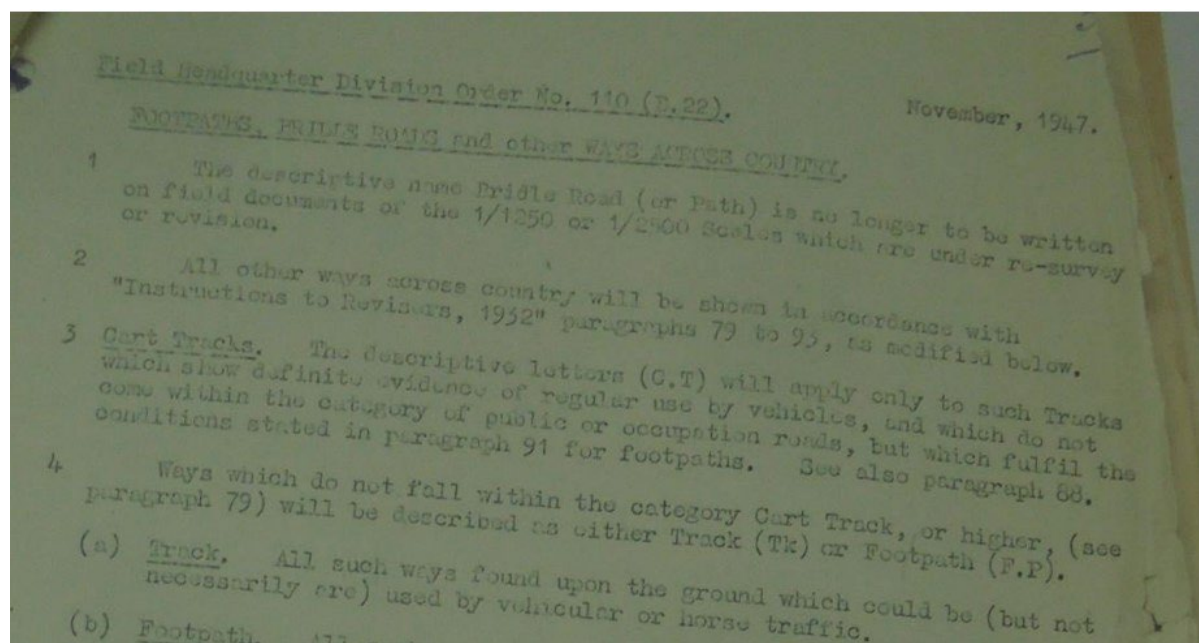 Field Headquarter Division Order No. 110 (E.22).
November, 1947.
FOOTPATHS, BRIDLE ROADS and other WAYS ACROSS COUNTRY.
1 The descriptive name Bridle Road (or Path) is no longer to be written
on field documents of the 1/1250 or 1/2500 Scales which are under re-survey
or revision.
2 All other ways across country will be shown in accordance with
"Instructions to Revisers, 1932" paragraphs 79 to 95, as modified below.
3 Cart Tracks. The descriptive letters (C.T) will apply only to such Tracks
which show definite evidence of regular use by vehicles, and which do not
come within the category of public or occupation roads, but which fulfil the
conditions stated in paragraph 91 for footpaths. See also paragraph 88.
4 Ways which do not fall within the category Cart Track, or higher, (see
paragraph 79) will be described as either Track (Tk) or Footpath (F.P).
(a) Track. All such ways found upon the ground which could be (but not
necessarily are) used by vehicular or horse traffic.
(b) Footpath. All